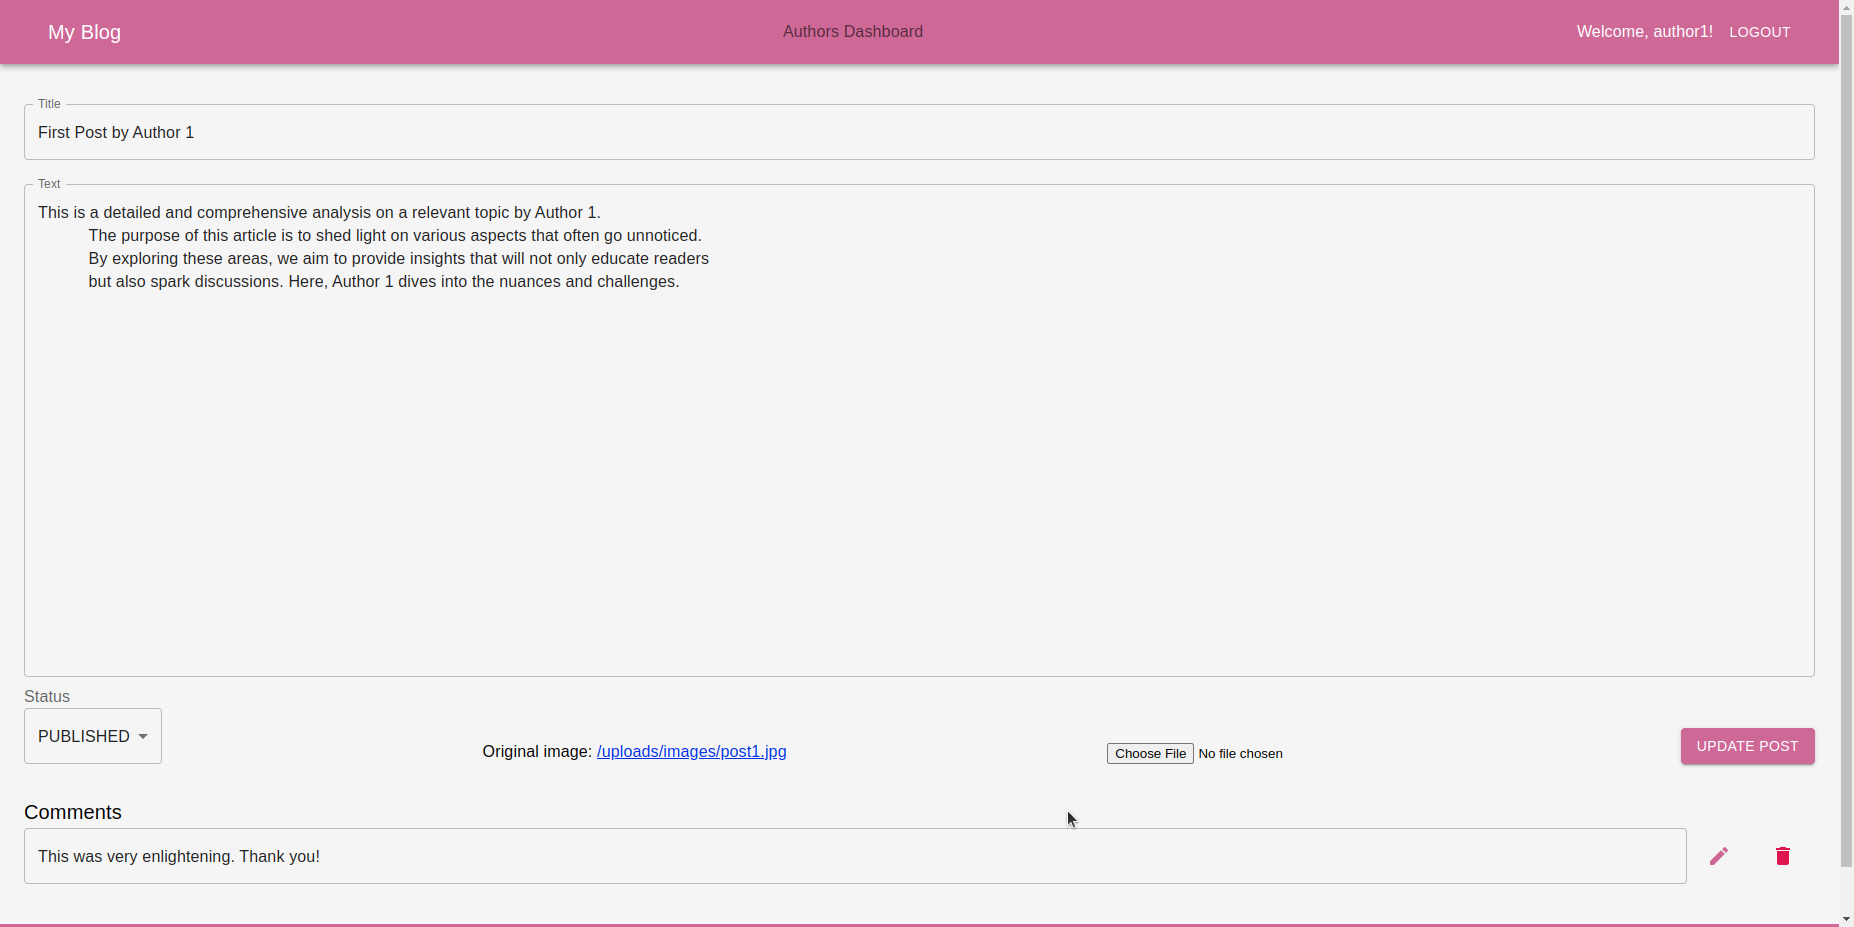 My Blog
Authors Dashboard
Welcome, author1!
LOGOUT
Title
First Post by Author 1
Text
This is a detailed and comprehensive analysis on a relevant topic by Author 1.
The purpose of this article is to shed light on various aspects that often go unnoticed.
By exploring these areas, we aim to provide insights that will not only educate readers
but also spark discussions. Here, Author 1 dives into the nuances and challenges.
Status
PUBLISHED
Original image: /uploads/images/post1.jpg
Choose File No file chosen
UPDATE POST
Comments
This was very enlightening. Thank you!